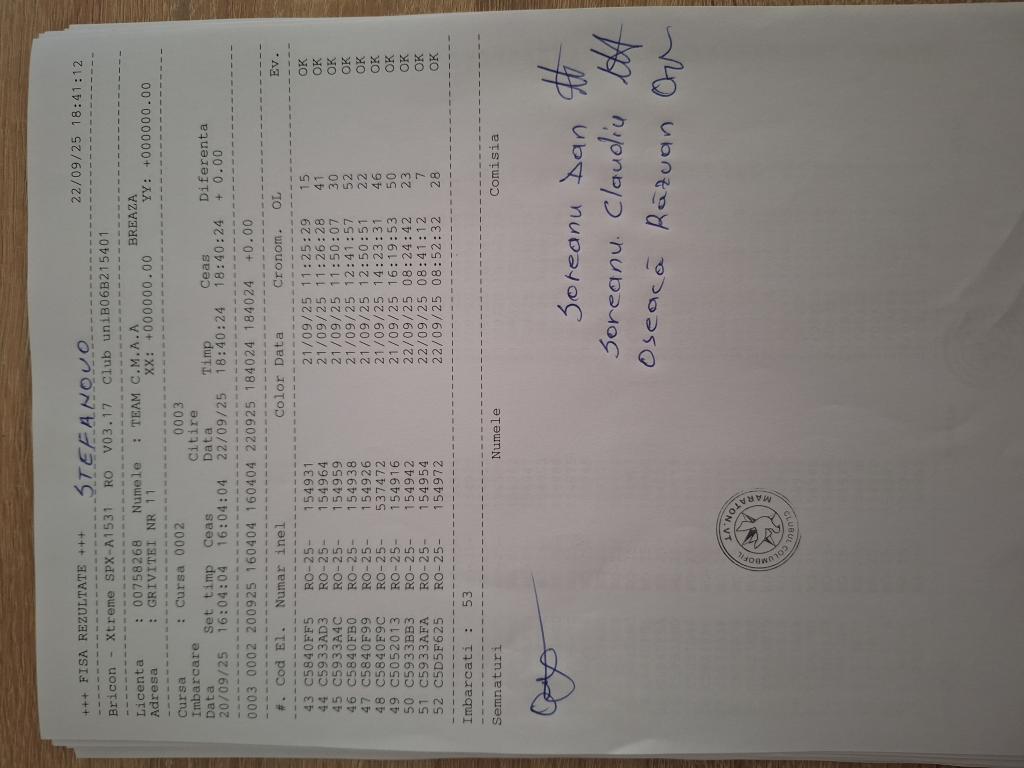 +++ FISA REZULTATE +++ STEFANOVO 22/09/25 18:41:12
Bricon - Xtreme SPX-A1531 RO V03.17 Club uniB06B215401
Licenta : 00758268 Numele : TEAM C.M.A.A BREAZA
Adresa : GRIVITEI NR 11 XX: +000000.00 YY: +000000.00
Cursa : Cursa 0002 0003
Imbarcare Citire
Data Set timp Ceas Data Timp Ceas Diferenta
20/09/25 16:04:04 16:04:04 22/09/25 18:40:24 18:40:24 + 0.00
0003 0002 200925 160404 160404 220925 184024 184024 +0.00
#. Cod El. Numar inel Color Data Cronom. OL Ev.
43 C5840FF5 RO-25- 154931 21/09/25 11:25:29 15 OK
44 C5933AD3 RO-25- 154964 21/09/25 11:26:28 41 OK
45 C5933A4C RO-25- 154959 21/09/25 11:50:07 30 OK
46 C5840FB0 RO-25- 154938 21/09/25 12:41:57 52 OK
47 C5840F99 RO-25- 154926 21/09/25 12:50:51 22 OK
48 C5840F9C RO-25- 537472 21/09/25 14:23:31 46 OK
49 C5052013 RO-25- 154916 21/09/25 16:19:53 50 OK
50 C5933BB3 RO-25- 154942 22/09/25 08:24:42 23 OK
51 C5933AFA RO-25- 154954 22/09/25 08:41:12 7 OK
52 C5D5F625 RO-25- 154972 22/09/25 08:52:32 28 OK
Imbarcati : 53
Semnaturi Numele Comisia
Soreanu Dan
Soreanu Claudiu
Oseacă Răzvan
CLUBUL COLUMBOFIL
MARATON-VT